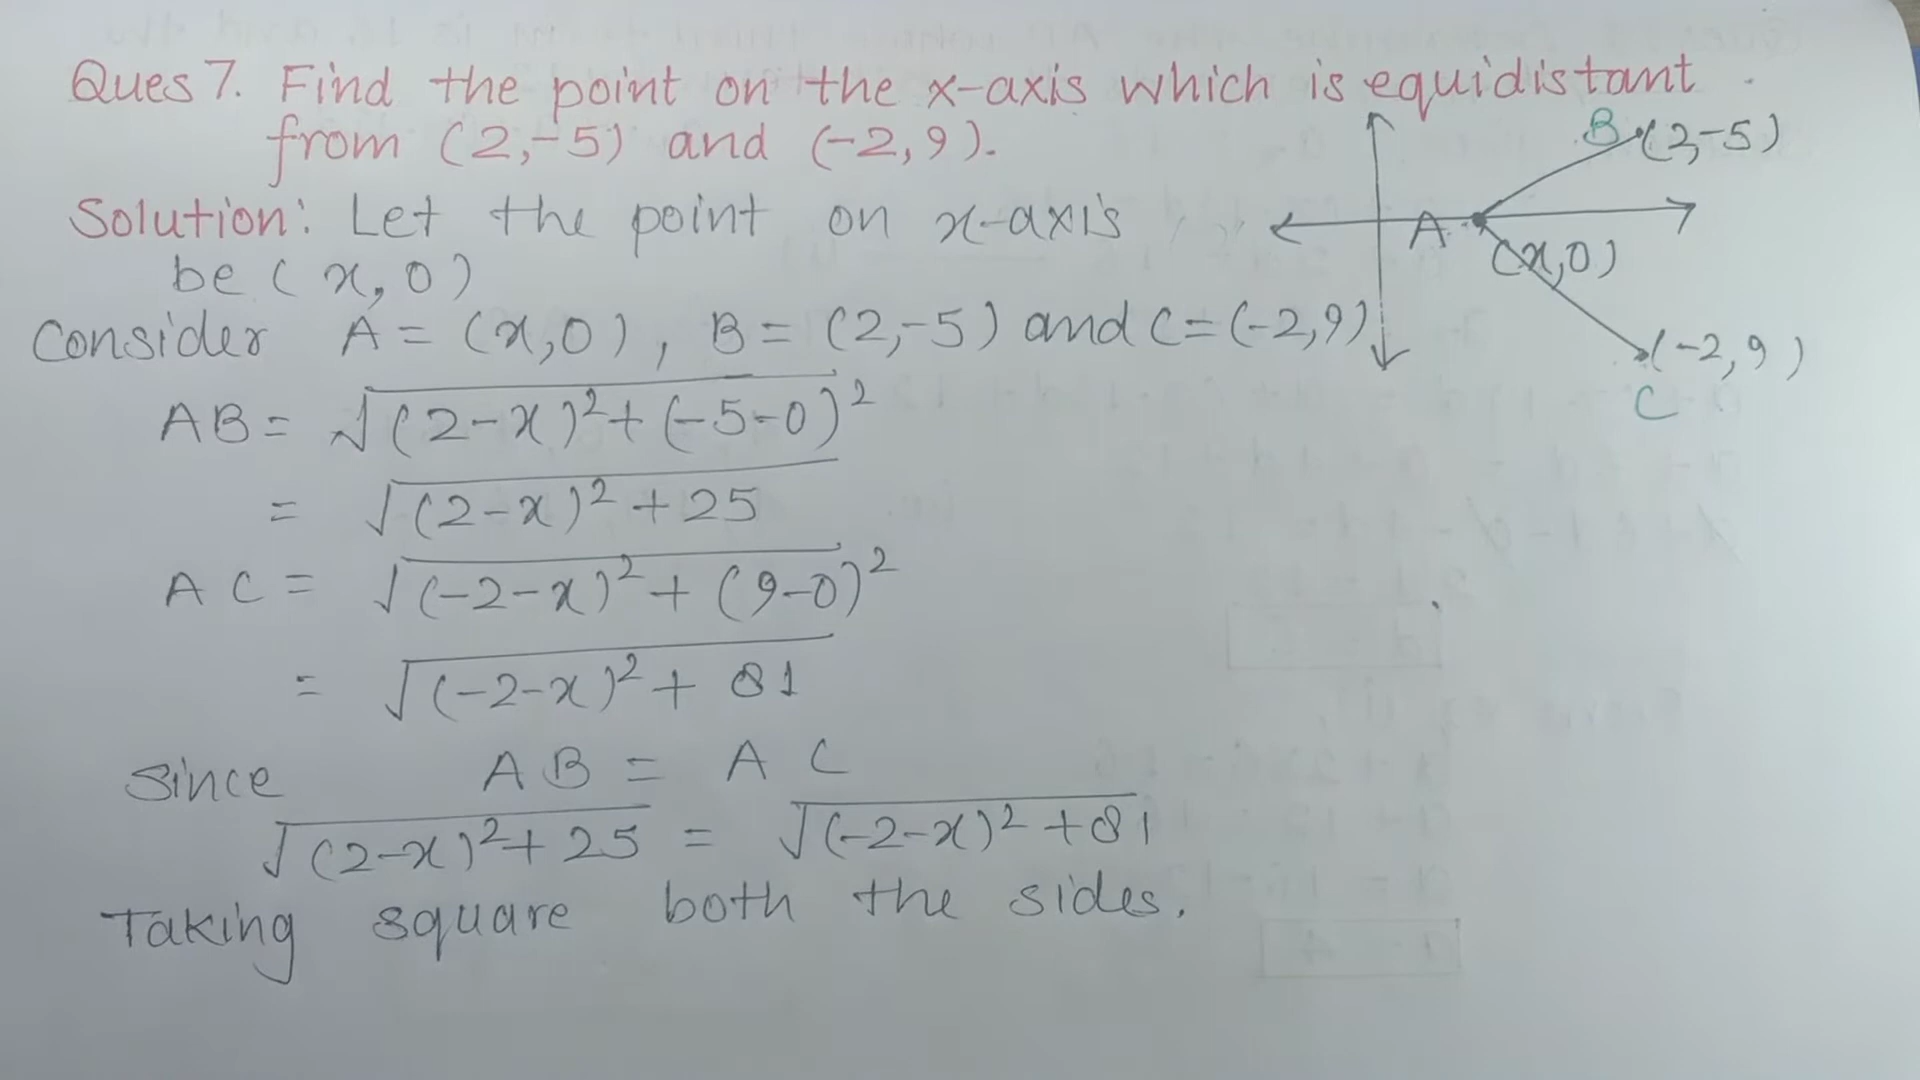 Ques 7. Find the point on the x-axis which is equidistant
from (2,-5) and (-2,9).
B (2,-5)
Solution: Let the point on x-axis
A
(x,0)
be (x,0)
Consider A = (x,0), B = (2,-5) and C = (-2,9)
(-2,9)
C
AB = √(2-x)²+(-5-0)²
= √(2-x)²+25
AC = √(-2-x)²+(9-0)²
= √(-2-x)²+81
Since AB = AC
√(2-x)²+25 = √(-2-x)²+81
Taking square both the sides.